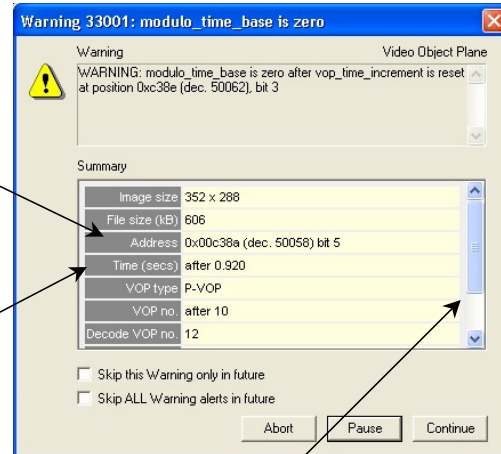 Warning 33001: modulo_time_base is zero
Warning Video Object Plane
WARNING: modulo_time_base is zero after vop_time_increment is reset
at position 0xc38e (dec. 50062), bit 3
Summary
Image size 352 x 288
File size (kB) 606
Address 0x00c38a (dec. 50058) bit 5
Time (secs) after 0.920
VOP type P-VOP
VOP no. after 10
Decode VOP no. 12
Skip this Warning only in future
Skip ALL Warning alerts in future
Abort Pause Continue